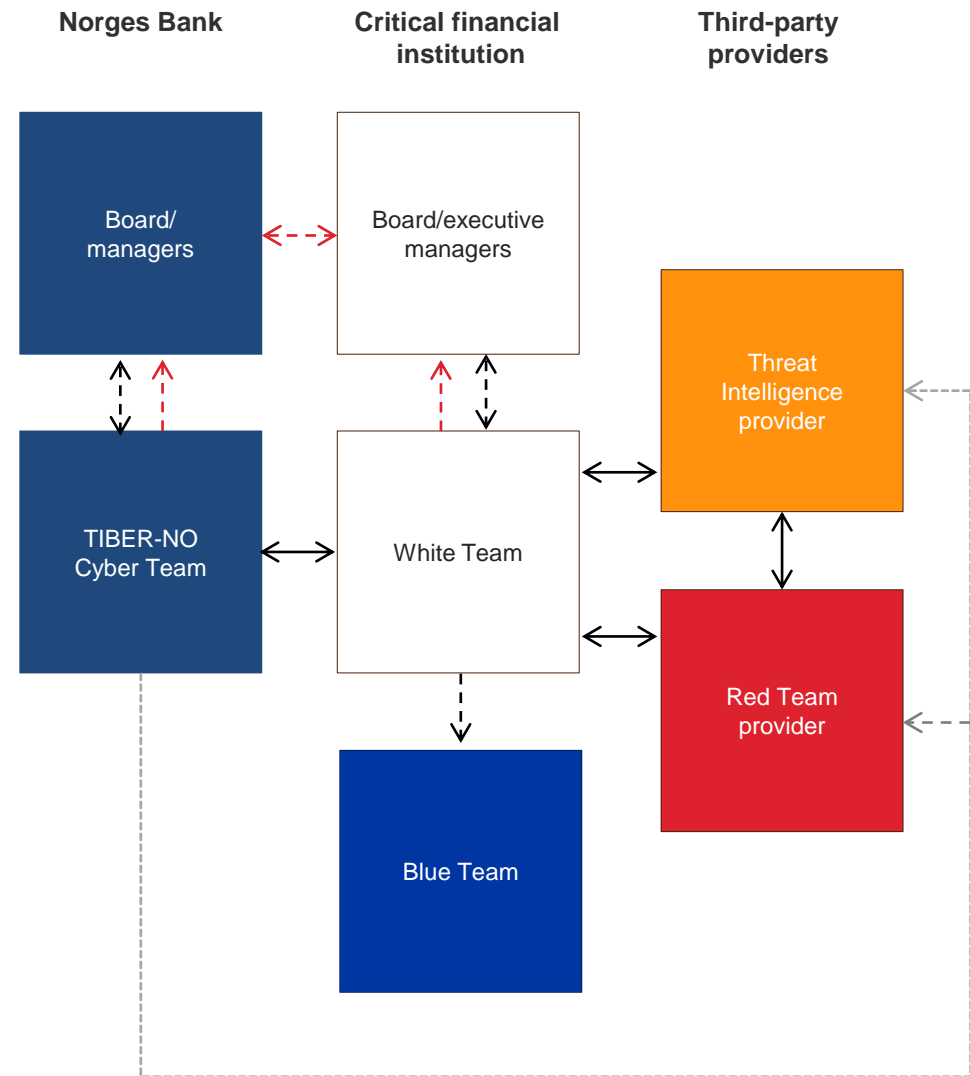 Norges Bank
Critical financial
institution
Third-party
providers
Board/
managers
Board/executive
managers
Threat
Intelligence
provider
TIBER-NO
Cyber Team
White Team
Red Team
provider
Blue Team